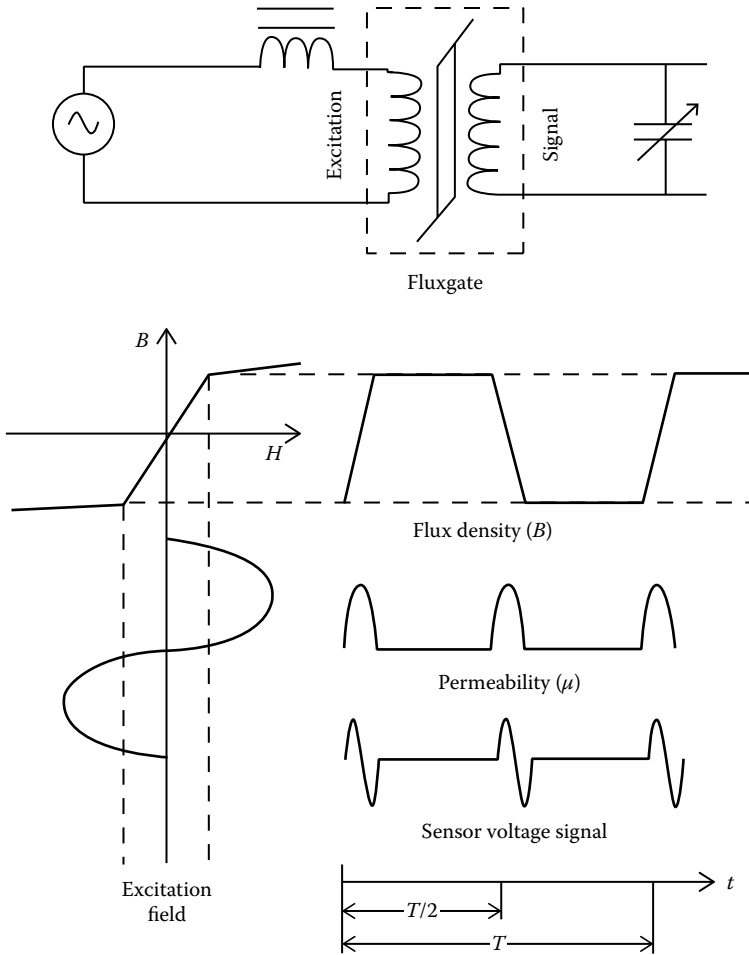 Excitation
Signal
Fluxgate
B
H
Flux density (B)
Permeability (μ)
Sensor voltage signal
Excitation
field
t
T/2
T